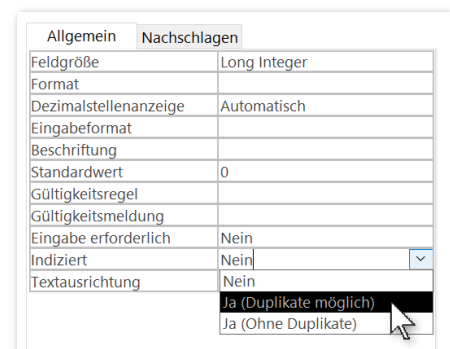 Allgemein Nachschlagen
Feldgröße Long Integer
Format
Dezimalstellenanzeige Automatisch
Eingabeformat
Beschriftung
Standardwert 0
Gültigkeitsregel
Gültigkeitsmeldung
Eingabe erforderlich Nein
Indiziert Nein
Textausrichtung Nein
Ja (Duplikate möglich)
Ja (Ohne Duplikate)